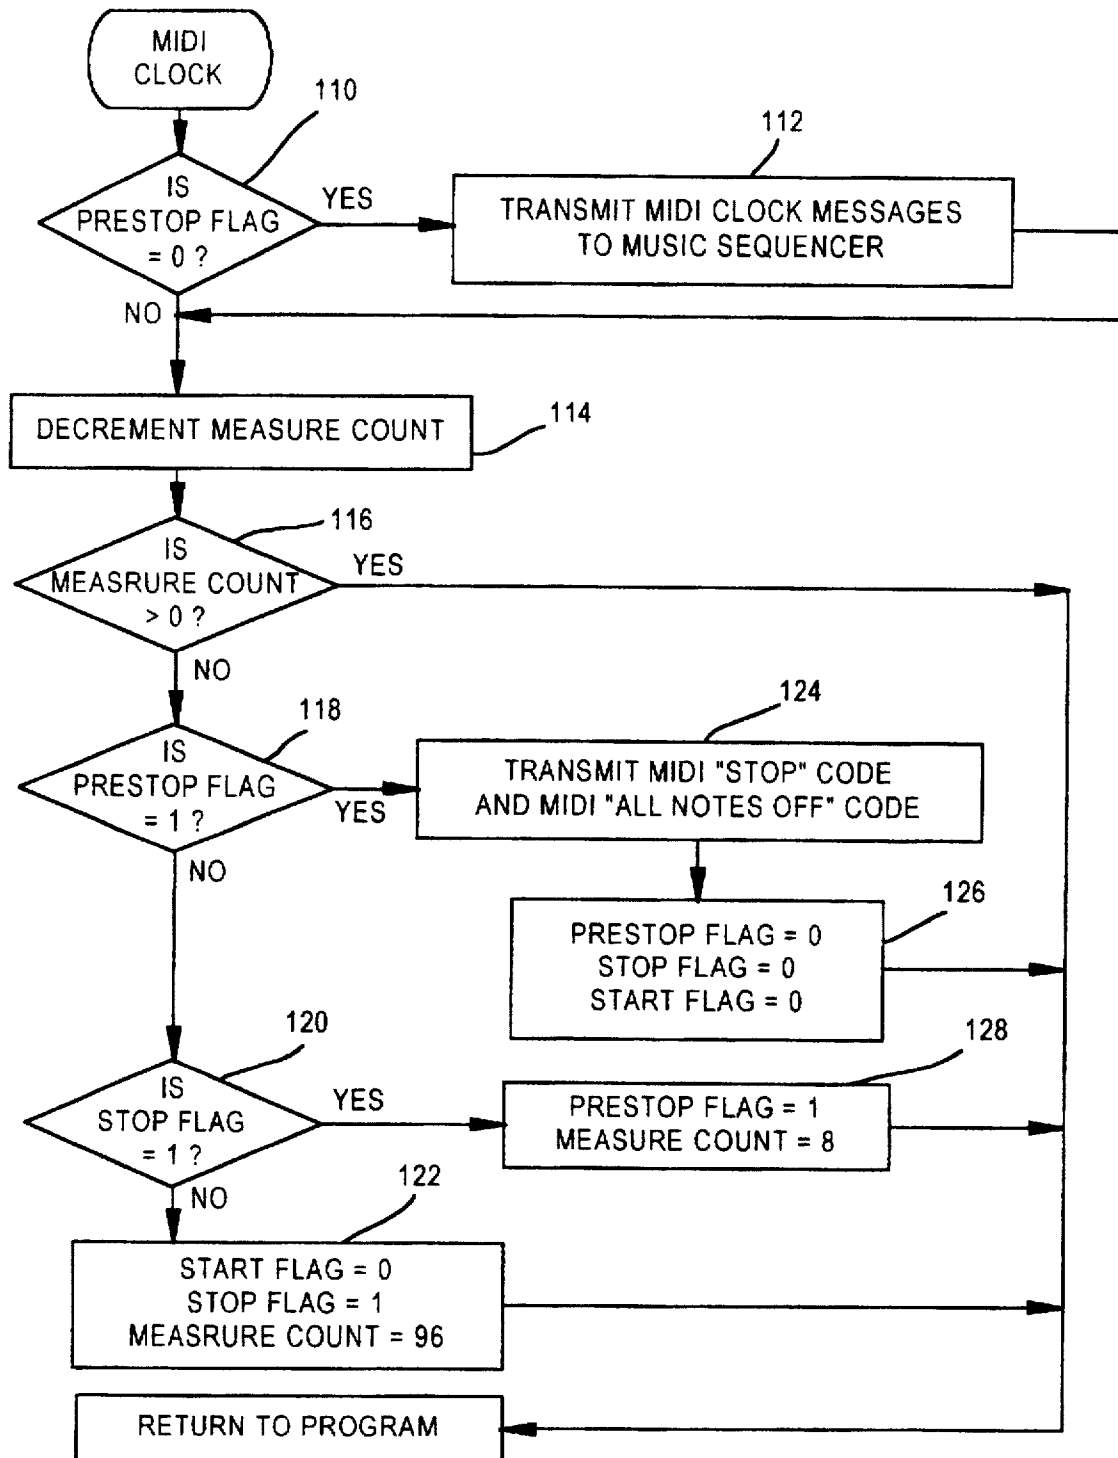 MIDI
CLOCK
110
IS
PRESTOP FLAG
= 0 ?
YES
112
TRANSMIT MIDI CLOCK MESSAGES
TO MUSIC SEQUENCER
NO
DECREMENT MEASURE COUNT
114
116
IS
MEASRURE COUNT
> 0 ?
YES
NO
118
IS
PRESTOP FLAG
= 1 ?
YES
NO
124
TRANSMIT MIDI "STOP" CODE
AND MIDI "ALL NOTES OFF" CODE
126
PRESTOP FLAG = 0
STOP FLAG = 0
START FLAG = 0
120
IS
STOP FLAG
= 1 ?
YES
NO
128
PRESTOP FLAG = 1
MEASURE COUNT = 8
122
START FLAG = 0
STOP FLAG = 1
MEASRURE COUNT = 96
RETURN TO PROGRAM